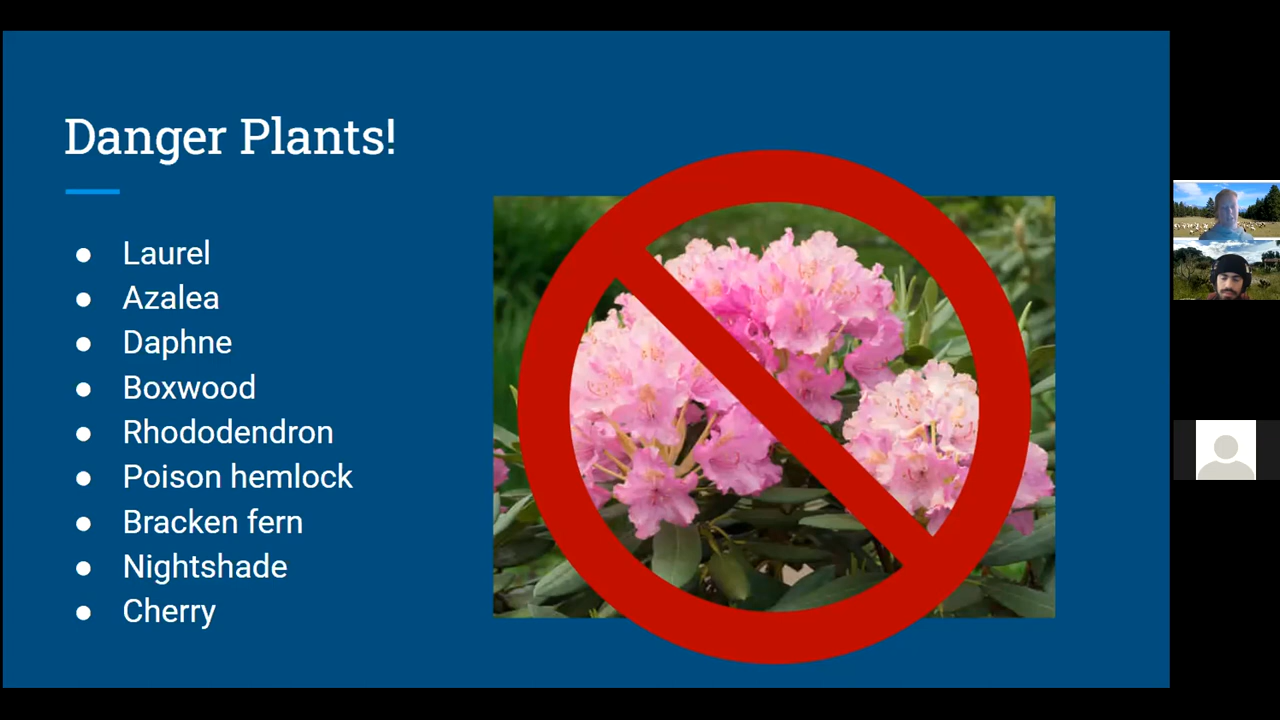 Danger Plants!
Laurel
Azalea
Daphne
Boxwood
Rhododendron
Poison hemlock
Bracken fern
Nightshade
Cherry